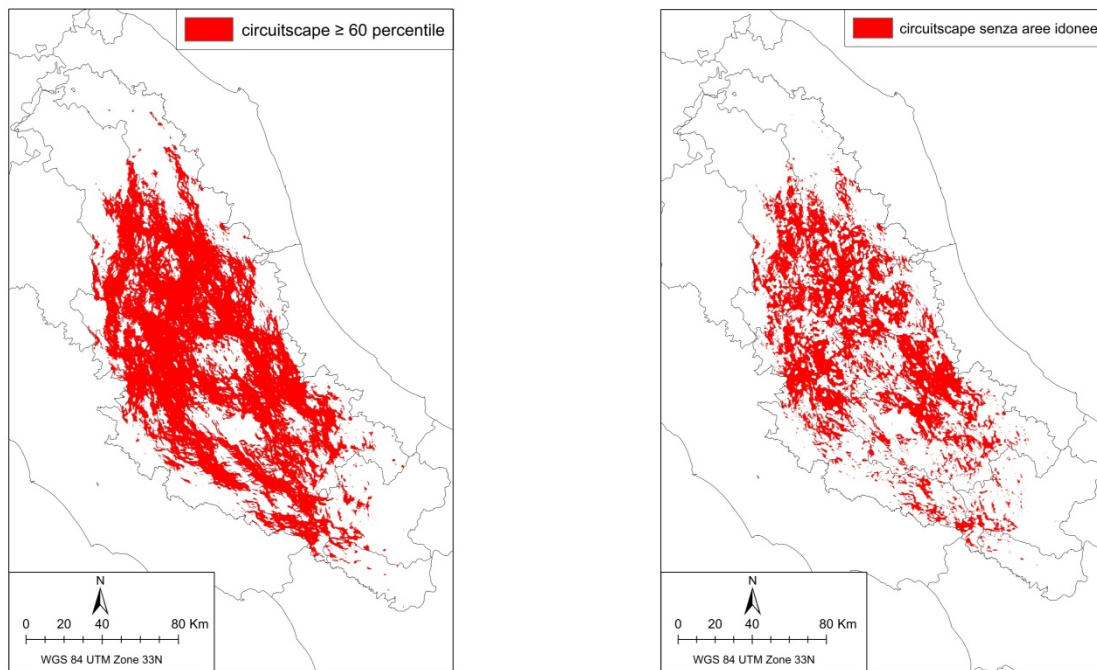 circuitscape ≥ 60 percentile
N
0 20 40 80 Km
WGS 84 UTM Zone 33N
circuitscape senza aree idonee
N
0 20 40 80 Km
WGS 84 UTM Zone 33N